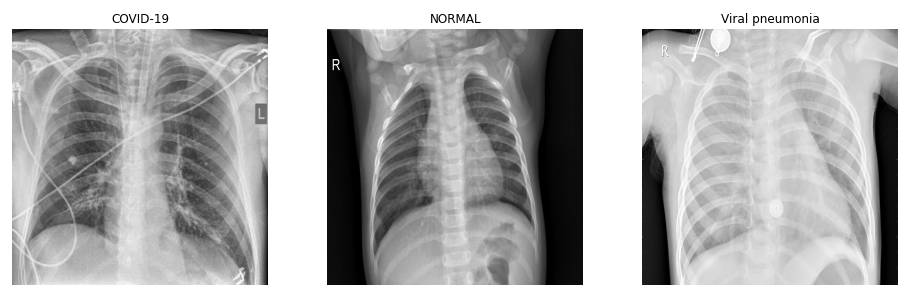 COVID-19
NORMAL
Viral pneumonia
L
R
R